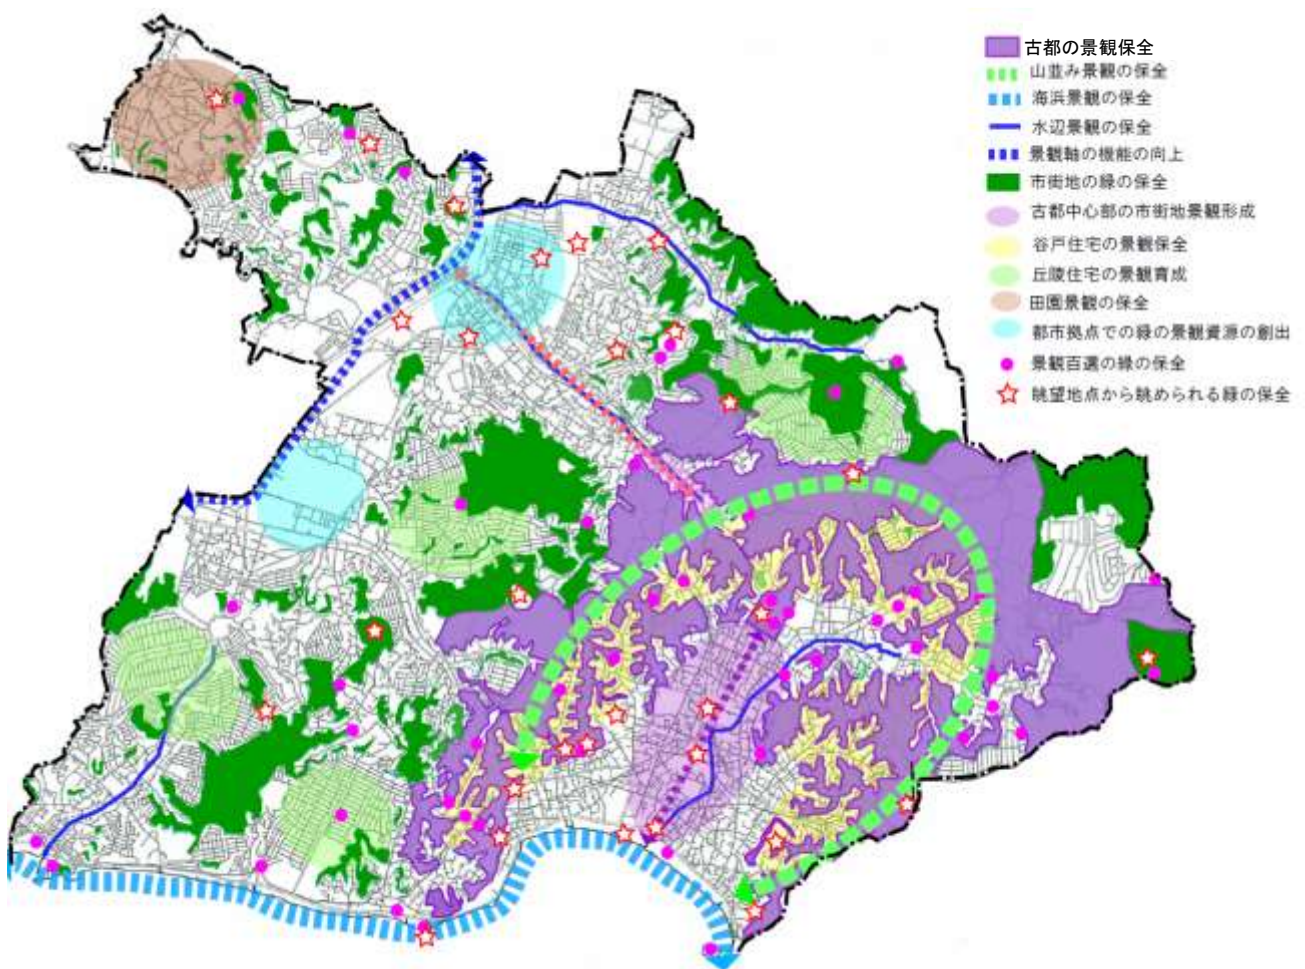 古都の景観保全
山並み景観の保全
海浜景観の保全
水辺景観の保全
景観軸の機能の向上
市街地の緑の保全
古都中心部の市街地景観形成
谷戸住宅の景観保全
丘陵住宅の景観育成
田園景観の保全
都市拠点での緑の景観資源の創出
景観百選の緑の保全
眺望地点から眺められる緑の保全